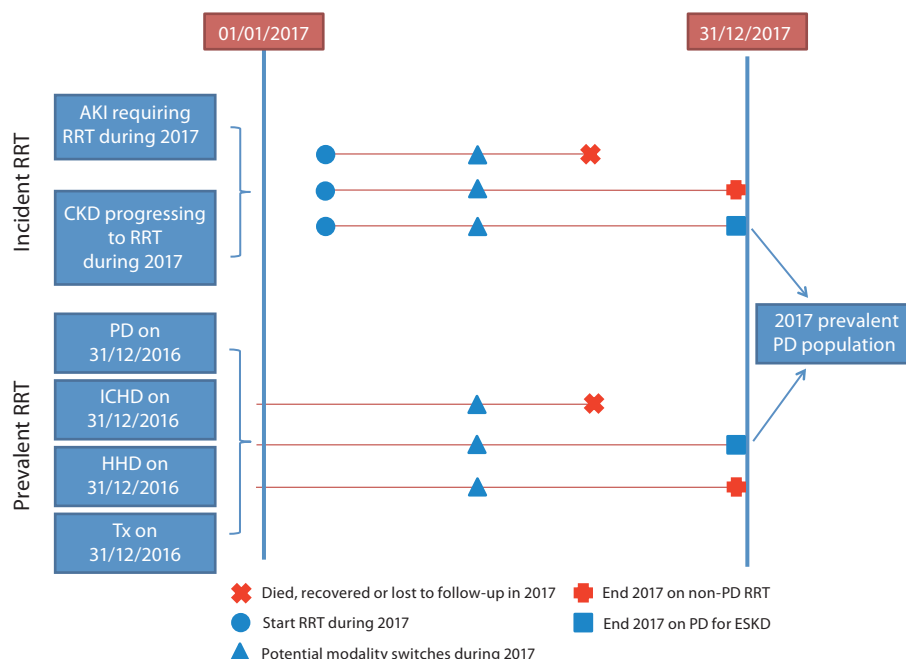 01/01/2017
31/12/2017
Incident RRT
AKI requiring
RRT during 2017
CKD progressing
to RRT
during 2017
Prevalent RRT
PD on
31/12/2016
ICHD on
31/12/2016
HHD on
31/12/2016
Tx on
31/12/2016
2017 prevalent
PD population
Died, recovered or lost to follow-up in 2017
End 2017 on non-PD RRT
Start RRT during 2017
End 2017 on PD for ESKD
Potential modality switches during 2017